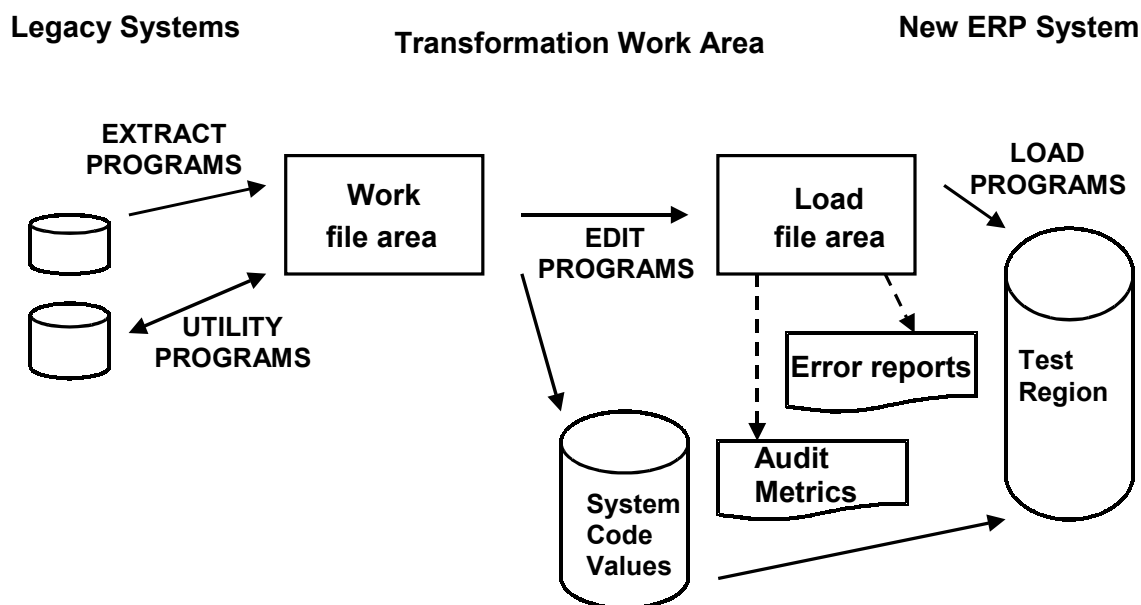 Legacy Systems
Transformation Work Area
New ERP System
EXTRACT
PROGRAMS
Work
file area
UTILITY
PROGRAMS
EDIT
PROGRAMS
Load
file area
LOAD
PROGRAMS
Error reports
Audit
Metrics
System
Code
Values
Test
Region